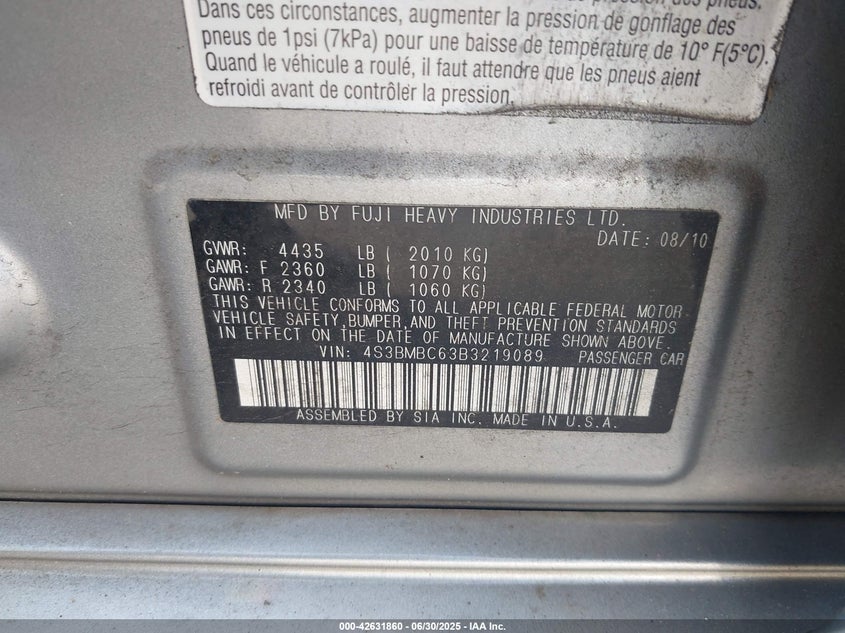 pression des pneus.
Dans ces circonstances, augmenter la pression de gonflage des
pneus de 1psi (7kPa) pour une baisse de température de 10° F(5°C).
Quand le véhicule a roulé, il faut attendre que les pneus aient
refroidi avant de contrôler la pression.
MFD BY FUJI HEAVY INDUSTRIES LTD.
DATE: 08/10
GVWR: 4435 LB ( 2010 KG)
GAWR: F 2360 LB ( 1070 KG)
GAWR: R 2340 LB ( 1060 KG)
THIS VEHICLE CONFORMS TO ALL APPLICABLE FEDERAL MOTOR
VEHICLE SAFETY,BUMPER,AND THEFT PREVENTION STANDARDS
IN EFFECT ON THE DATE OF MANUFACTURE SHOWN ABOVE.
VIN: 4S3BMBC63B3219089 PASSENGER CAR
ASSEMBLED BY SIA INC. MADE IN U.S.A.
000-42631860 - 06/30/2025 - IAA Inc.